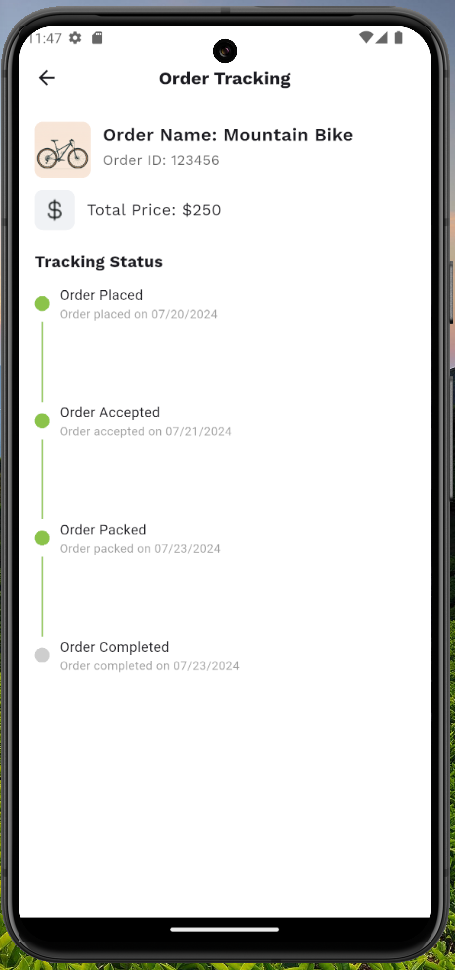 11:47
Order Tracking
Order Name: Mountain Bike
Order ID: 123456
$
Total Price: $250
Tracking Status
Order Placed
Order placed on 07/20/2024
Order Accepted
Order accepted on 07/21/2024
Order Packed
Order packed on 07/23/2024
Order Completed
Order completed on 07/23/2024